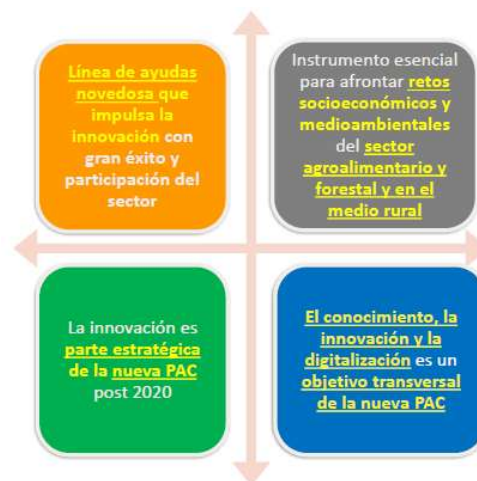 Línea de ayudas
novedosa que
impulsa la
innovación con
gran éxito y
participación del
sector
Instrumento esencial
para afrontar retos
socioeconómicos y
medioambientales
del sector
agroalimentario y
forestal y en el
medio rural
La innovación es
parte estratégica
de la nueva PAC
post 2020
El conocimiento, la
innovación y la
digitalización es un
objetivo transversal
de la nueva PAC